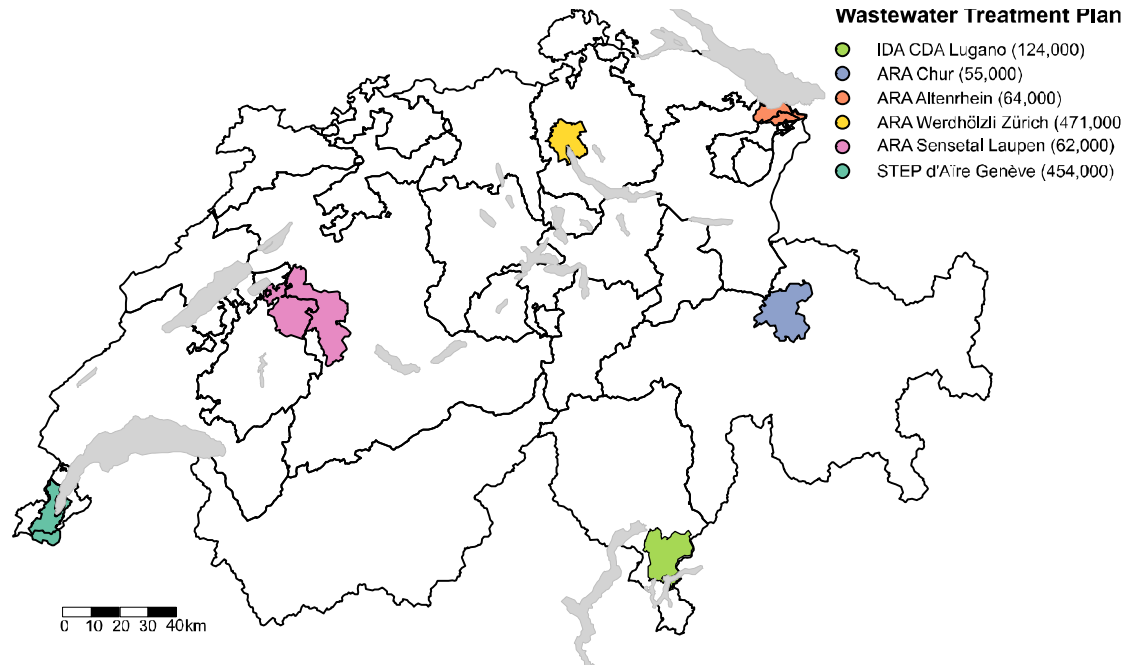 Wastewater Treatment Plan
IDA CDA Lugano (124,000)
ARA Chur (55,000)
ARA Altenrhein (64,000)
ARA Werdhölzli Zürich (471,000
ARA Sensetal Laupen (62,000)
STEP d'Aïre Genève (454,000)
0 10 20 30 40km